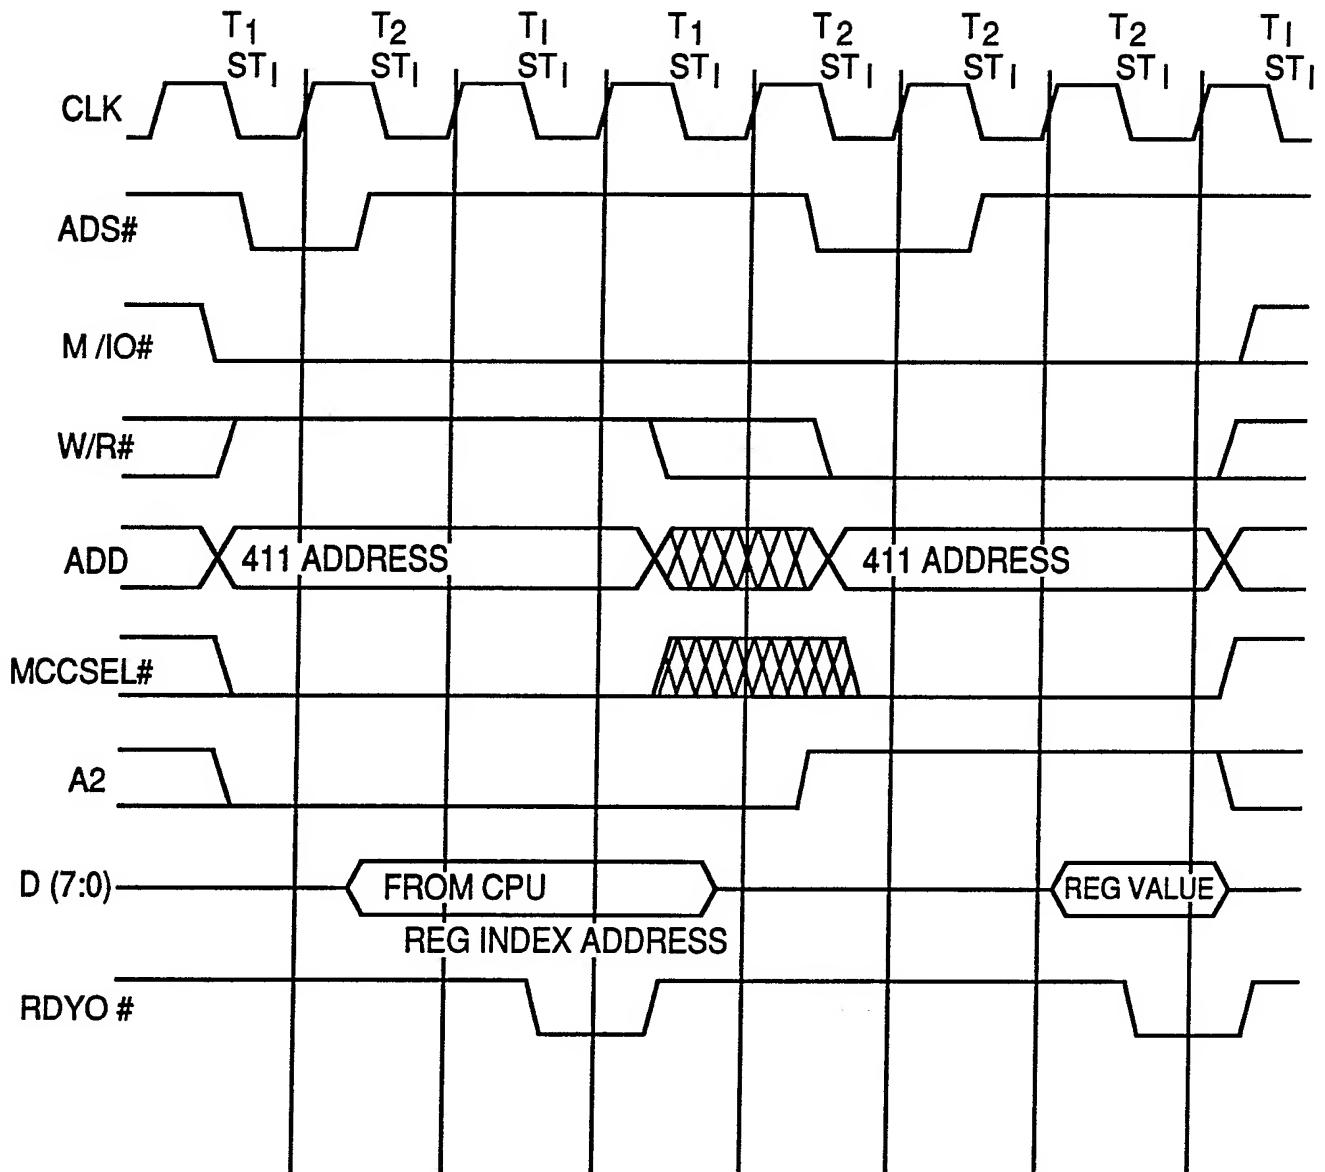 T1 T2 TI T1 T2 T2 T2 TI
STI STI STI STI STI STI STI STI
CLK
ADS#
M /IO#
W/R#
ADD 411 ADDRESS 411 ADDRESS
MCCSEL#
A2
D (7:0) FROM CPU REG VALUE
REG INDEX ADDRESS
RDYO #